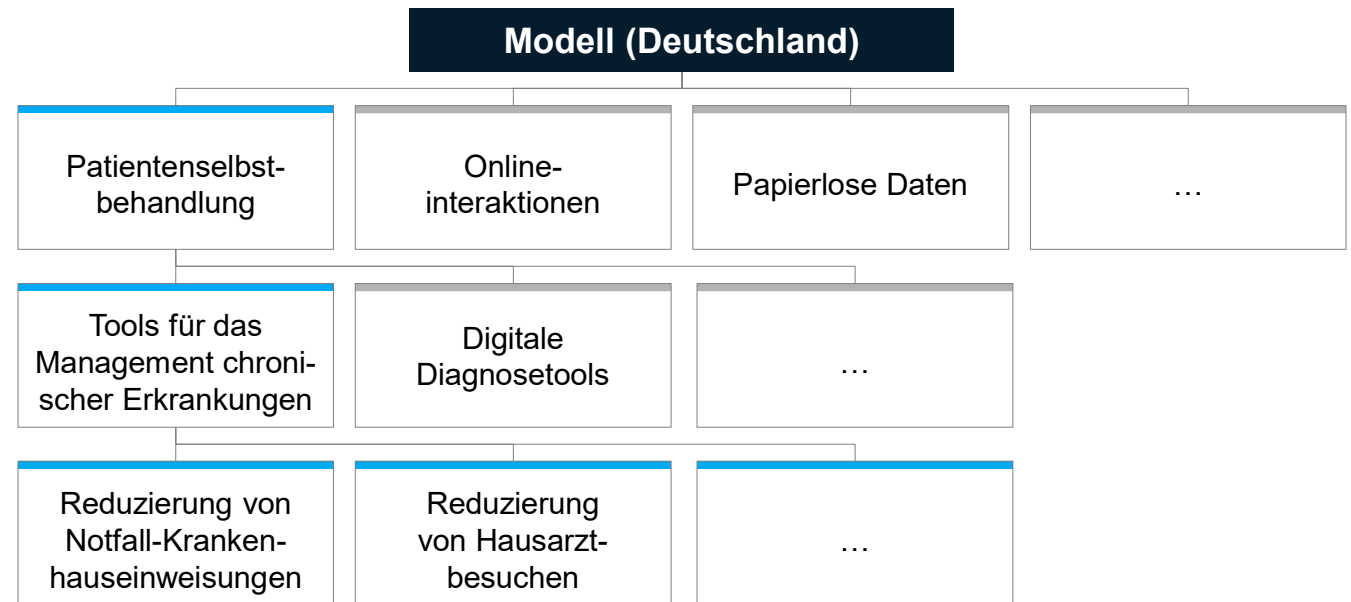 Modell (Deutschland)
Patientenselbst-
behandlung
Online-
interaktionen
Papierlose Daten
…
Tools für das
Management chroni-
scher Erkrankungen
Digitale
Diagnosetools
…
Reduzierung von
Notfall-Kranken-
hauseinweisungen
Reduzierung
von Hausarzt-
besuchen
…